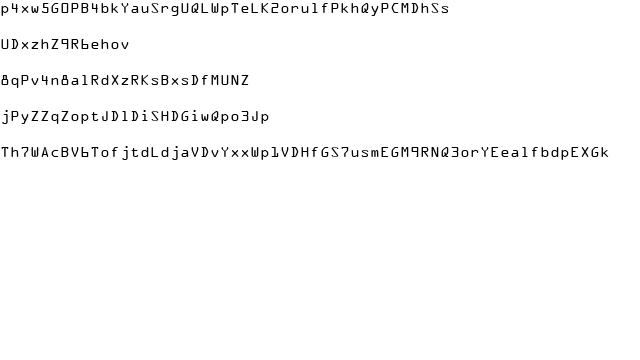 p4xw5GOPB4bkYauSrgUQLWpTeLK2orulfPkhQyPCMDhSs
UDxzhZ9R6ehov
8qPv4n8alRdXzRKsBxsDfMUNZ
jPyZZqZoptJDlDiSHDGiwQpo3Jp
Th7WAcBV6TofjtdLdjaVDvYxxWp1VDHfGS7usmEGM9RNQ3orYEealfbdpEXGk